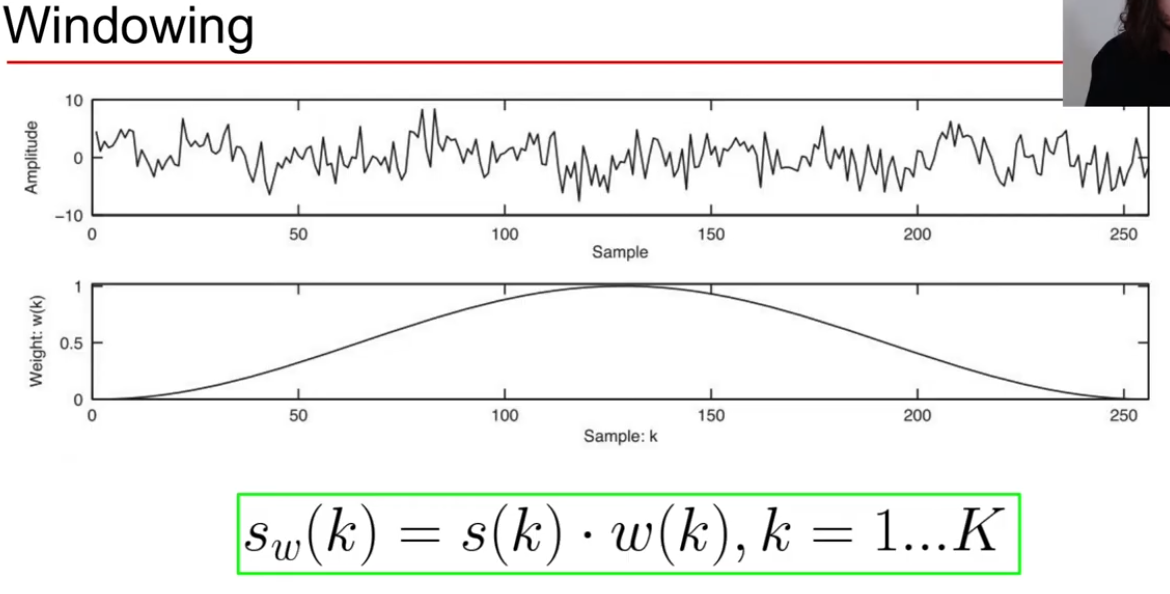 Windowing
10
0
−10
Amplitude
0 50 100 150 200 250
Sample
1
0.5
0
Weight: w(k)
0 50 100 150 200 250
Sample: k
s_w(k) = s(k) · w(k), k = 1...K